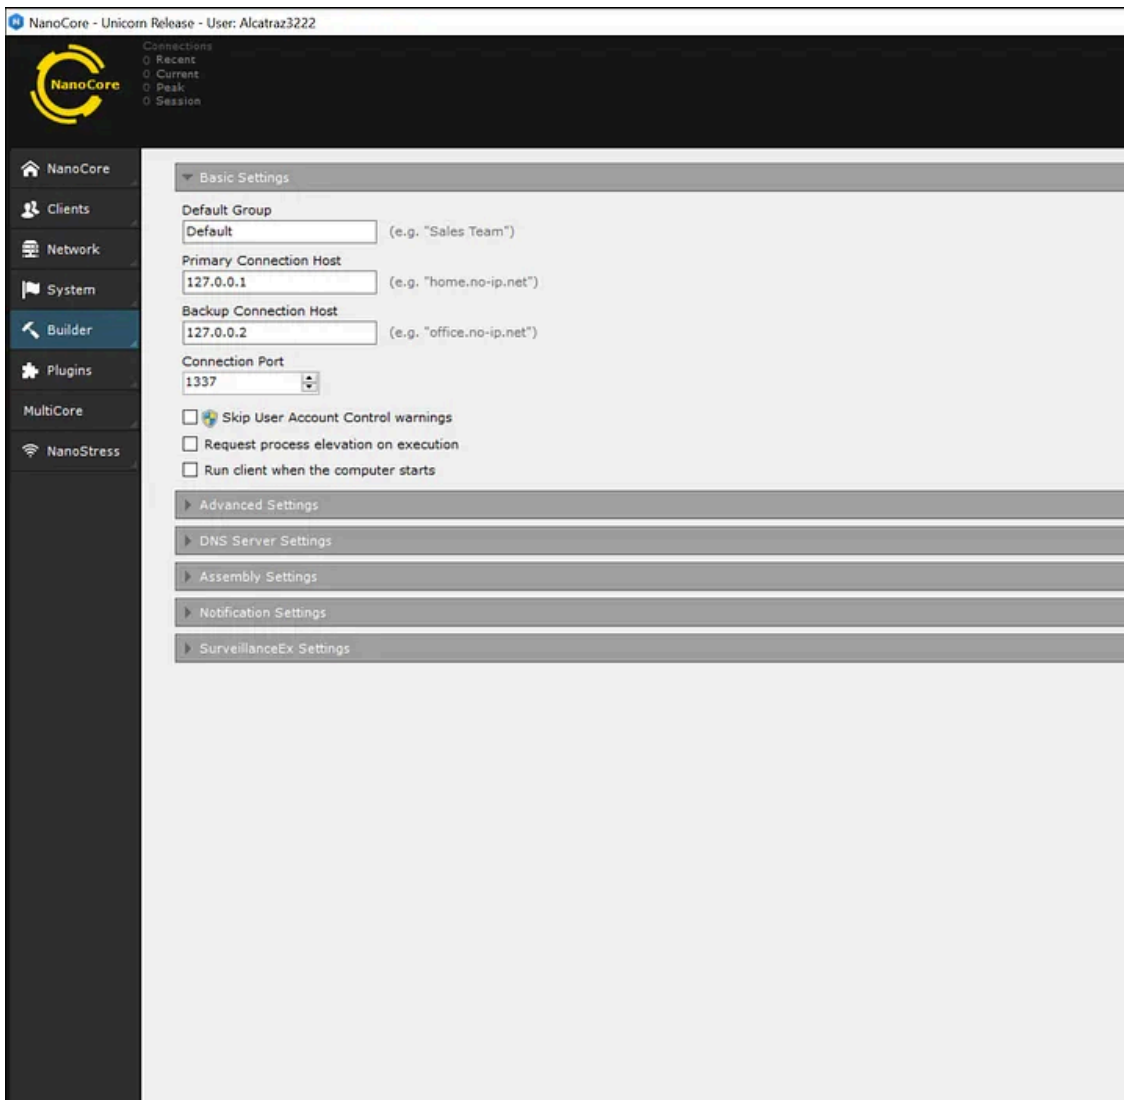 NanoCore - Unicorn Release - User: Alcatraz3222
NanoCore
Connections
0 Recent
0 Current
0 Peak
0 Session
NanoCore
Clients
Network
System
Builder
Plugins
MultiCore
NanoStress
Basic Settings
Default Group
Default (e.g. "Sales Team")
Primary Connection Host
127.0.0.1 (e.g. "home.no-ip.net")
Backup Connection Host
127.0.0.2 (e.g. "office.no-ip.net")
Connection Port
1337
Skip User Account Control warnings
Request process elevation on execution
Run client when the computer starts
Advanced Settings
DNS Server Settings
Assembly Settings
Notification Settings
SurveillanceEx Settings